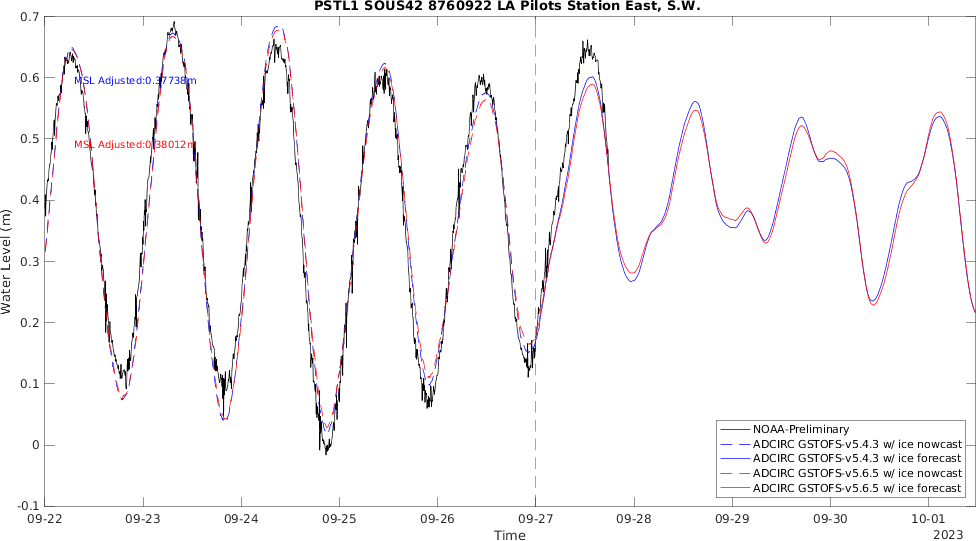 PSTL1 SOUS42 8760922 LA Pilots Station East, S.W.
0.7
0.6
0.5
0.4
0.3
0.2
0.1
0
-0.1
Water Level (m)
MSL Adjusted:0.37738m
MSL Adjusted:0.38012m
NOAA-Preliminary
ADCIRC GSTOFS-v5.4.3 w/ ice nowcast
ADCIRC GSTOFS-v5.4.3 w/ ice forecast
ADCIRC GSTOFS-v5.6.5 w/ ice nowcast
ADCIRC GSTOFS-v5.6.5 w/ ice forecast
09-22 09-23 09-24 09-25 09-26 09-27 09-28 09-29 09-30 10-01
Time
2023